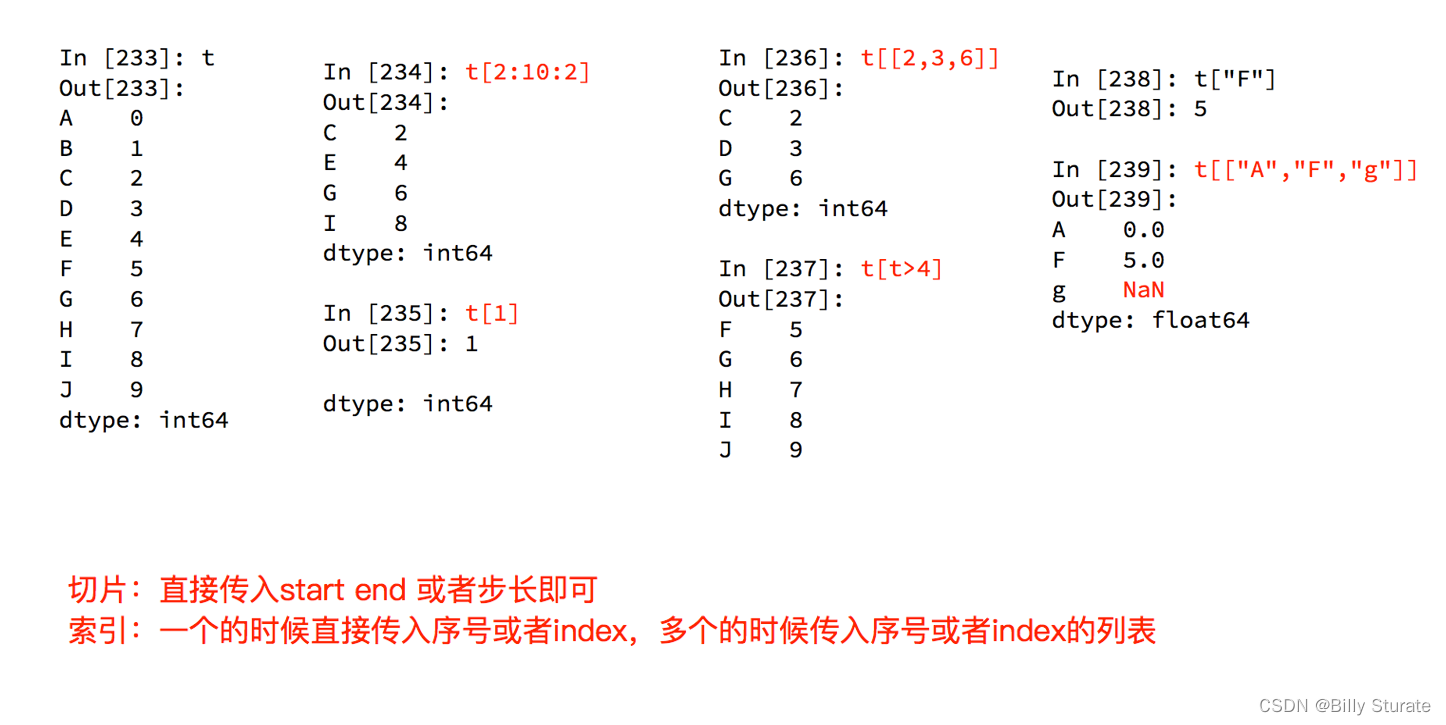 In [233]: t
Out[233]:
A    0
B    1
C    2
D    3
E    4
F    5
G    6
H    7
I    8
J    9
dtype: int64
In [234]: t[2:10:2]
Out[234]:
C    2
E    4
G    6
I    8
dtype: int64
In [235]: t[1]
Out[235]: 1
dtype: int64
In [236]: t[[2,3,6]]
Out[236]:
C    2
D    3
G    6
dtype: int64
In [237]: t[t>4]
Out[237]:
F    5
G    6
H    7
I    8
J    9
In [238]: t["F"]
Out[238]: 5
In [239]: t[["A","F","g"]]
Out[239]:
A    0.0
F    5.0
g    NaN
dtype: float64
切片：直接传入start end 或者步长即可
索引：一个的时候直接传入序号或者index，多个的时候传入序号或者index的列表
CSDN @Billy Sturate